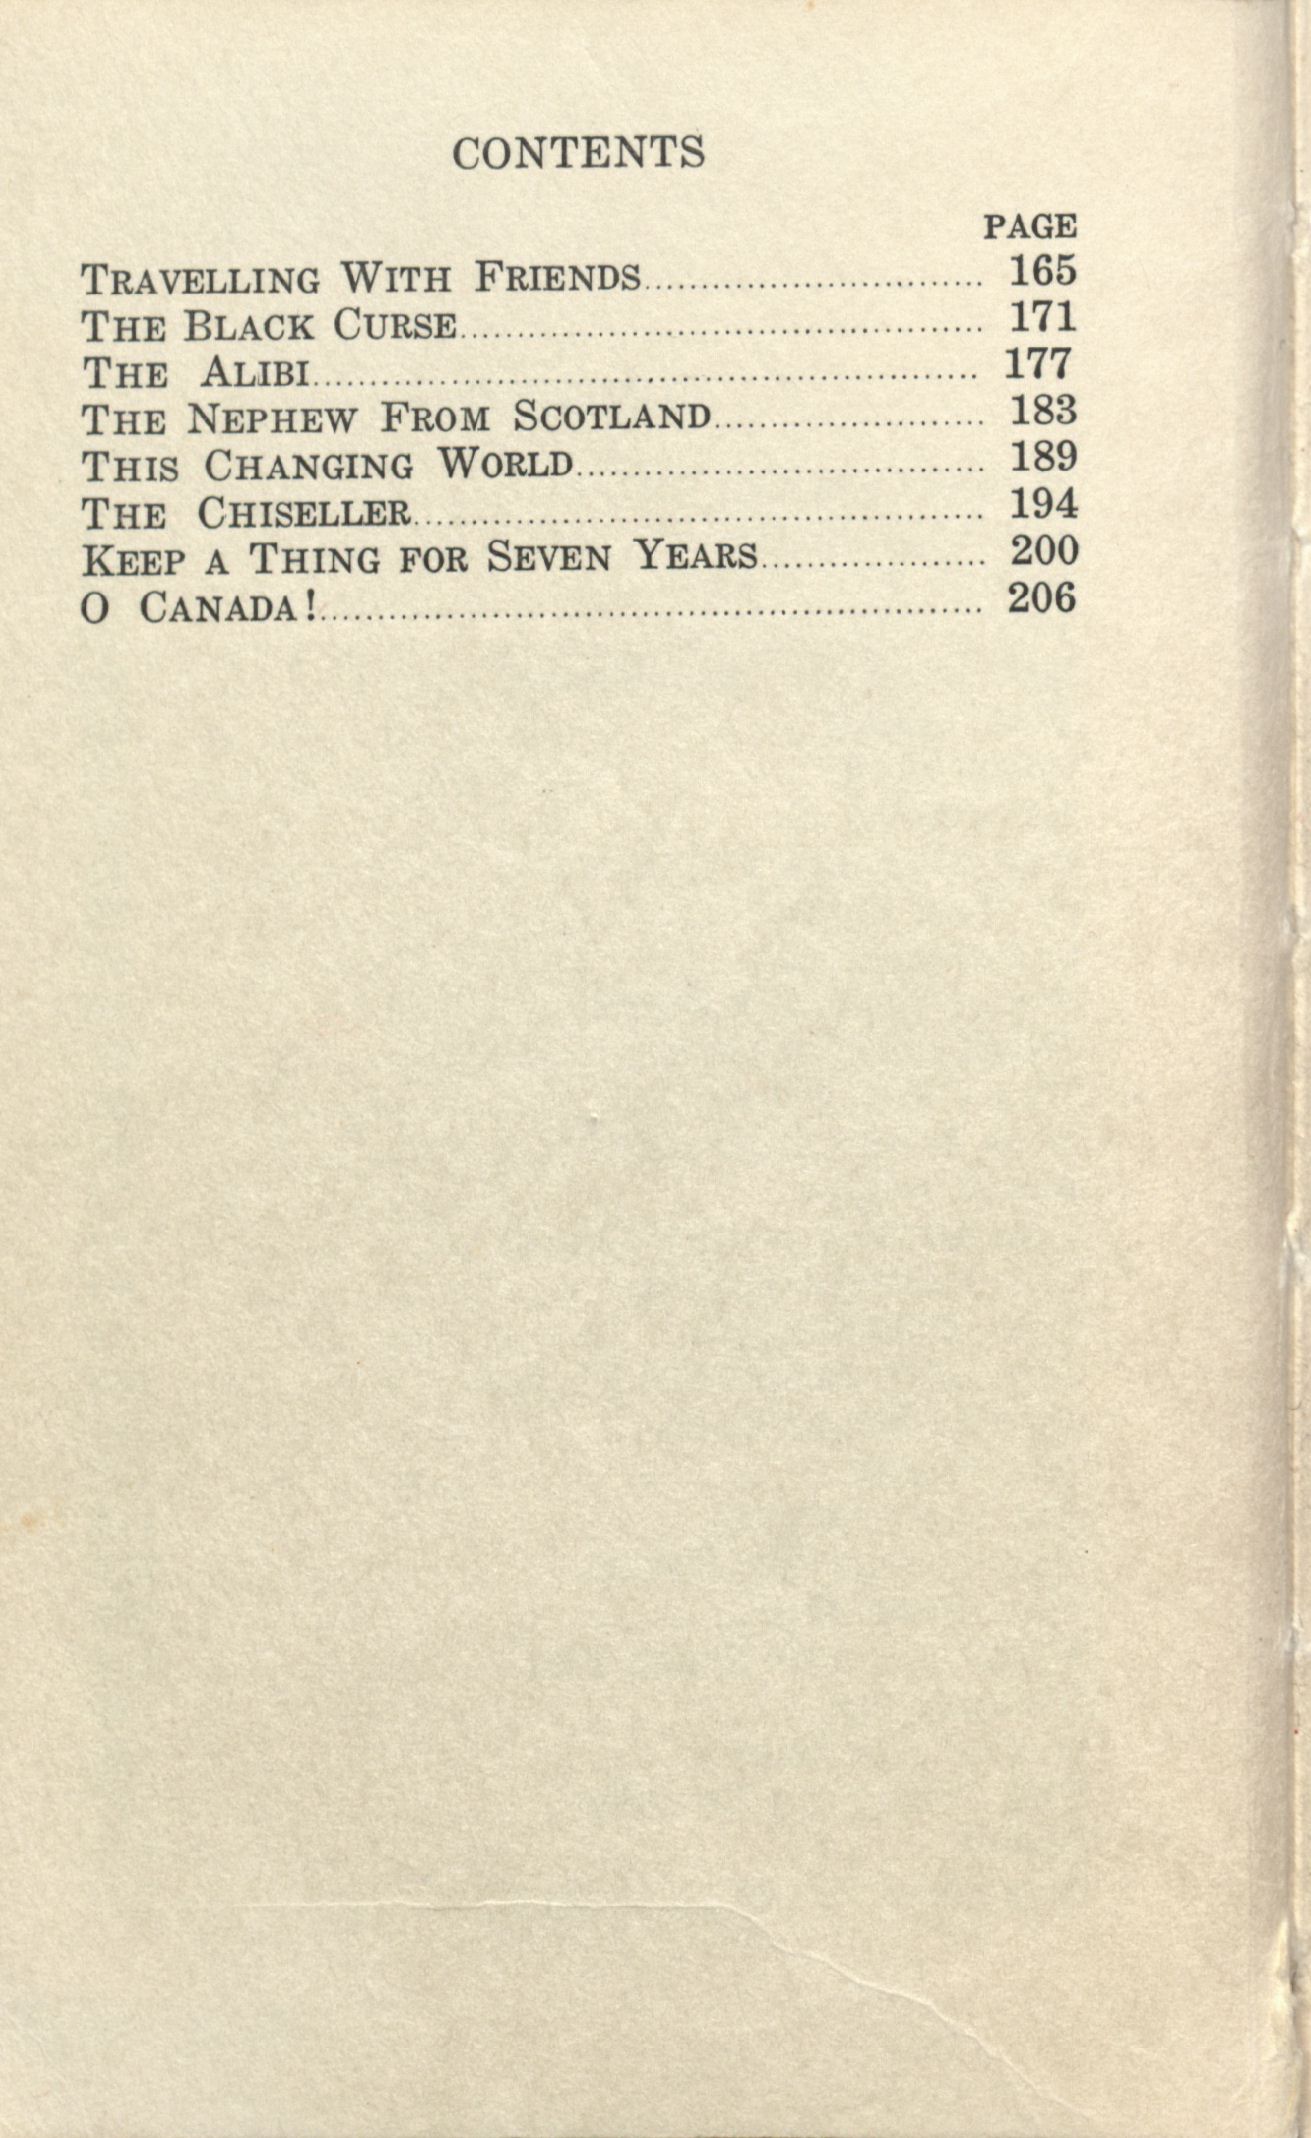 CONTENTS
PAGE
TRAVELLING WITH FRIENDS.............................. 165
THE BLACK CURSE.............................................. 171
THE ALIBI........................................................... 177
THE NEPHEW FROM SCOTLAND........................ 183
THIS CHANGING WORLD.................................... 189
THE CHISELLER.................................................. 194
KEEP A THING FOR SEVEN YEARS.................... 200
O CANADA!.......................................................... 206